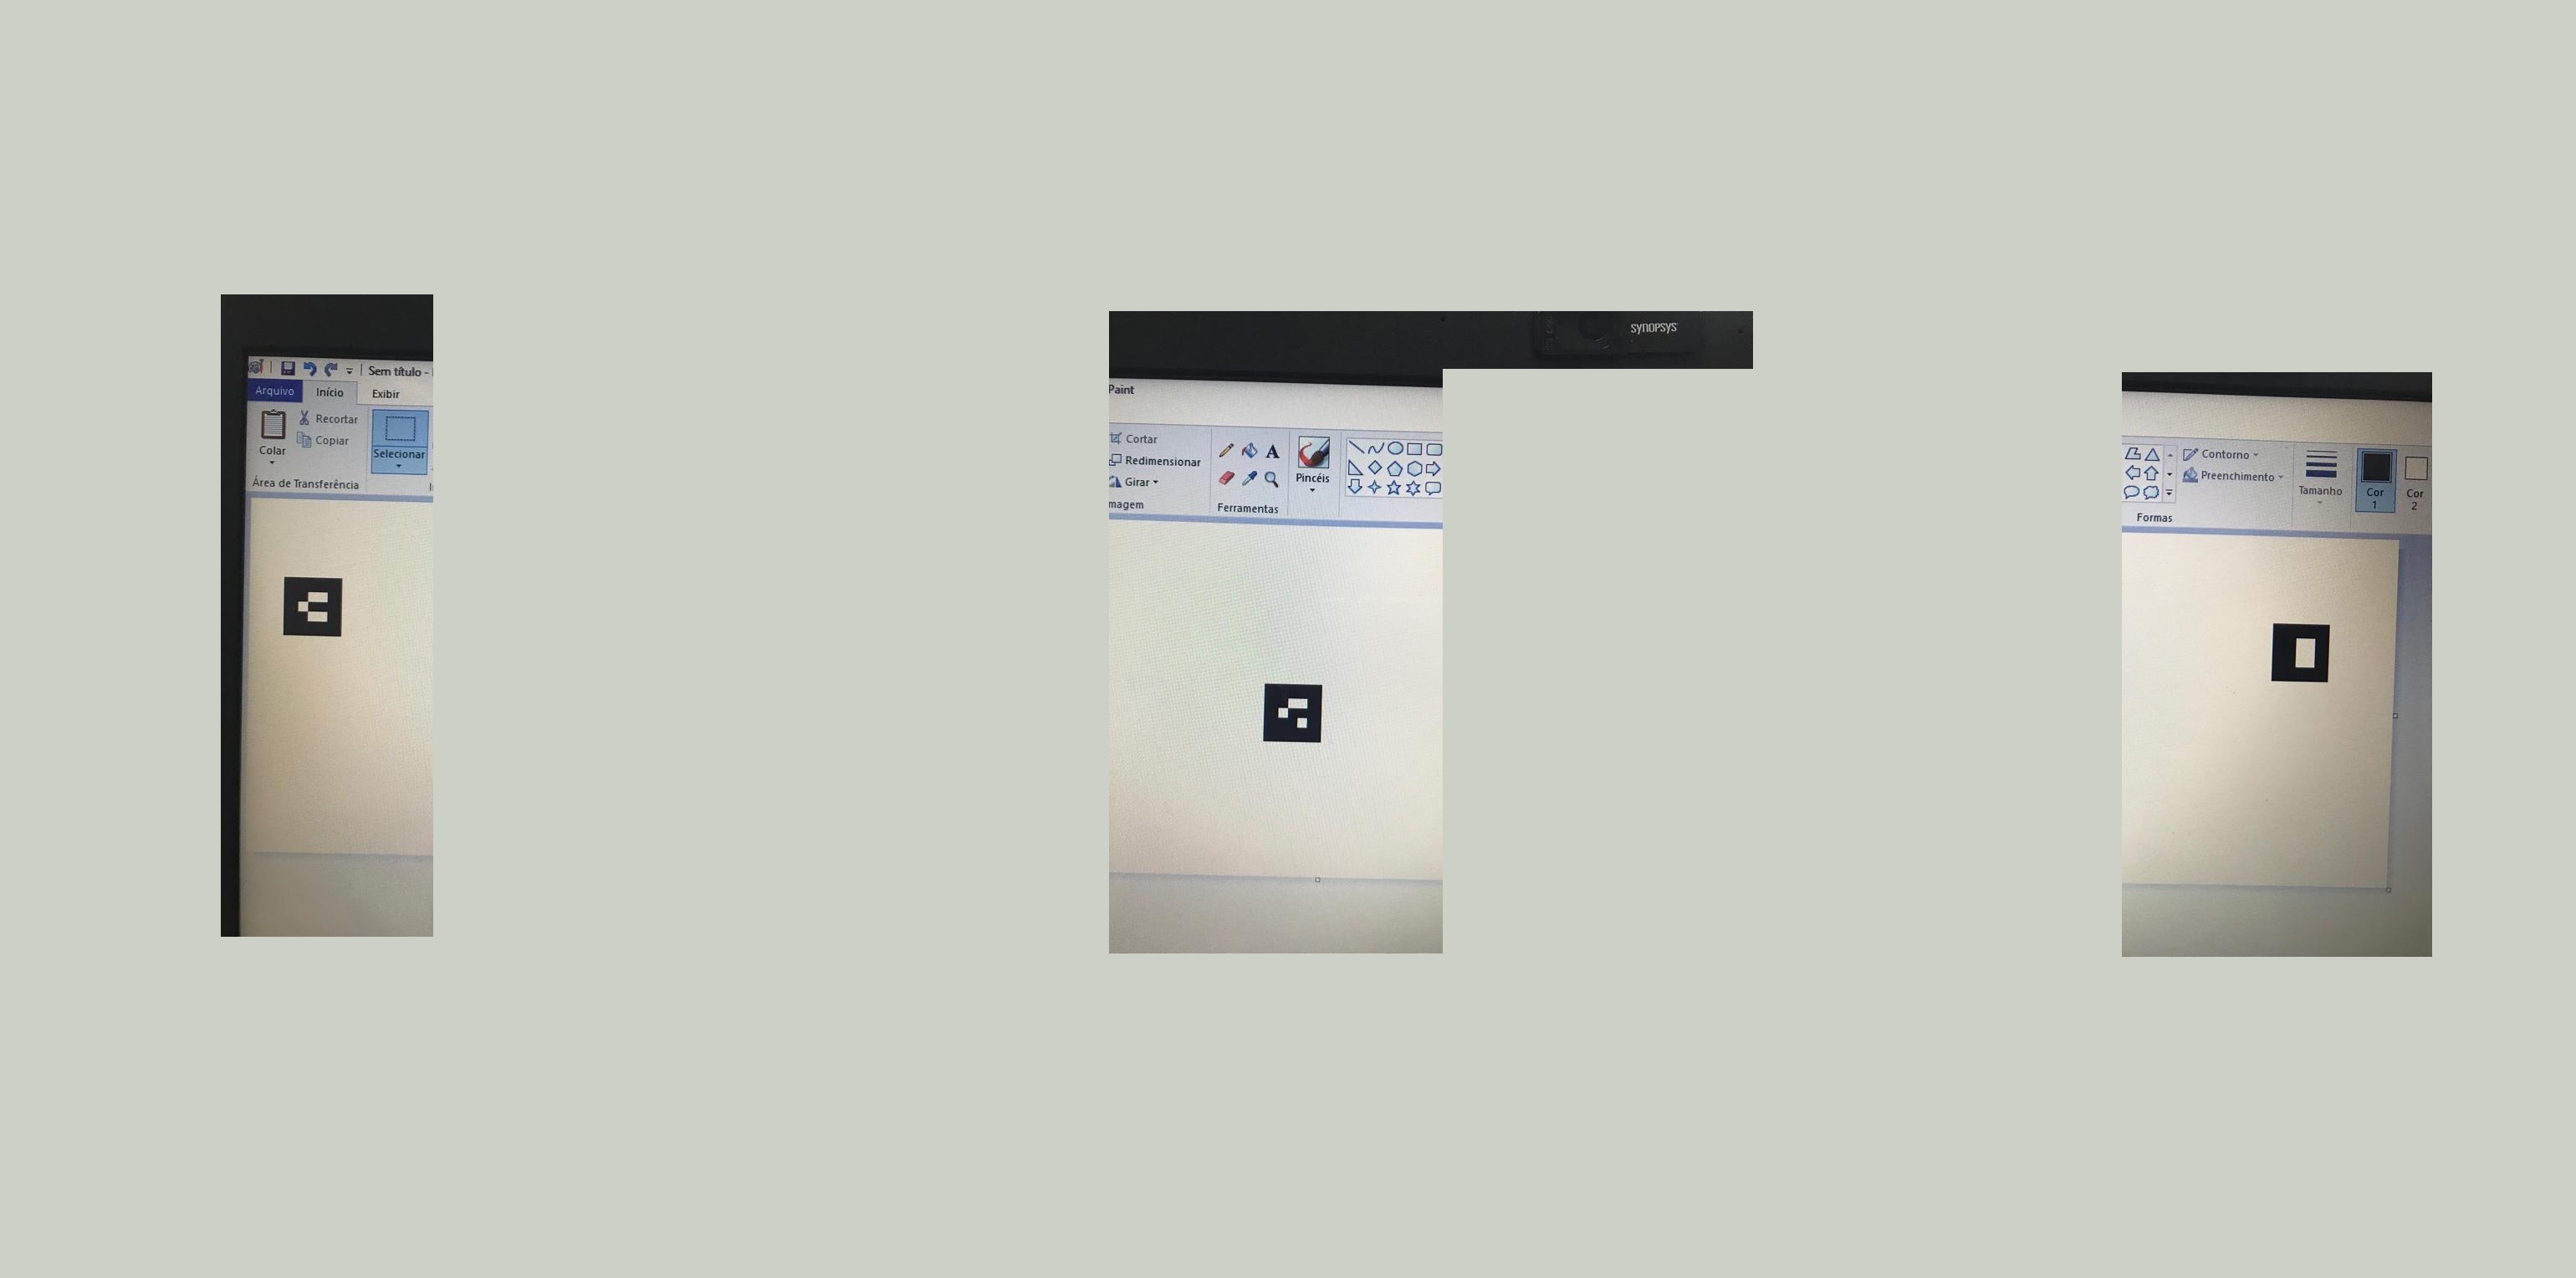 SYNOPSYS
Sem título -
Paint
Arquivo Início Exibir
Recortar
Copiar
Colar
Selecionar
Área de Transferência
Cortar
Redimensionar
Girar
magem
A
Ferramentas
Pincéis
Contorno
Preenchimento
Formas
Tamanho
Cor
1
Cor
2